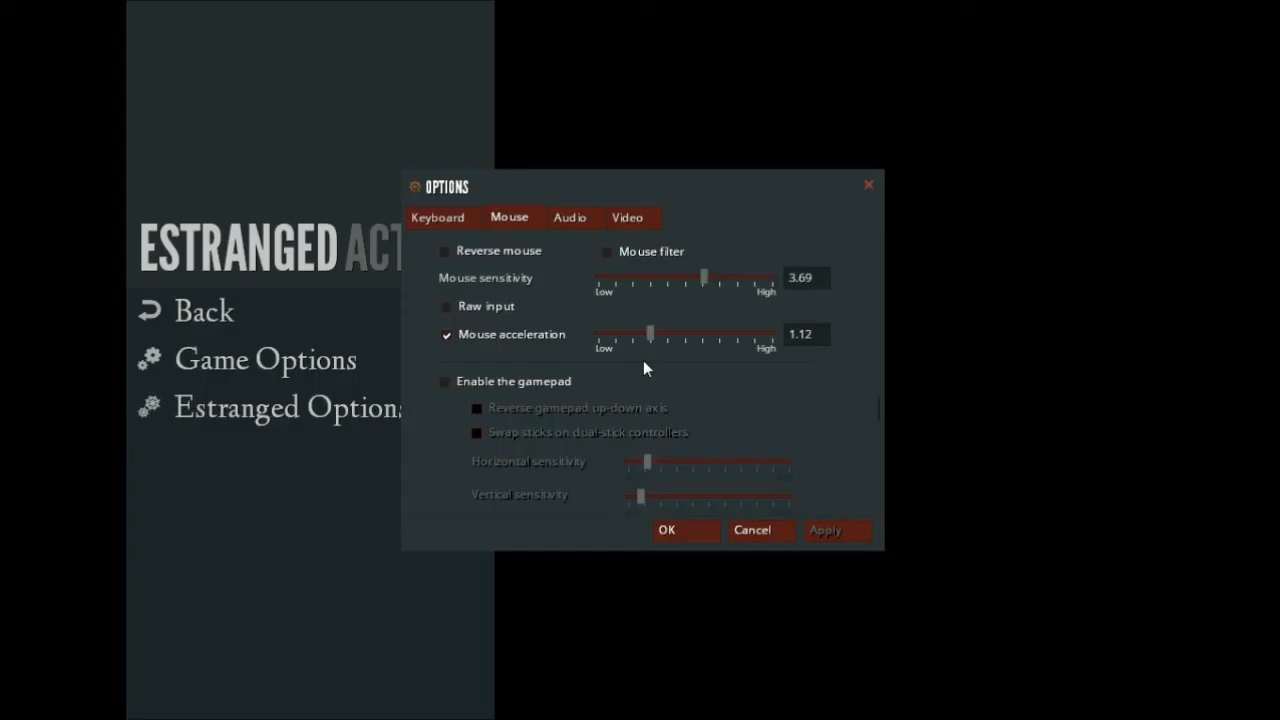 OPTIONS
Keyboard Mouse Audio Video
Reverse mouse Mouse filter
Mouse sensitivity 3.69
Low High
Raw input
Mouse acceleration 1.12
Low High
Enable the gamepad
Reverse gamepad up-down axis
Swap sticks on dual-stick controllers
Horizontal sensitivity
Vertical sensitivity
OK Cancel Apply
ESTRANGED ACT
Back
Game Options
Estranged Options